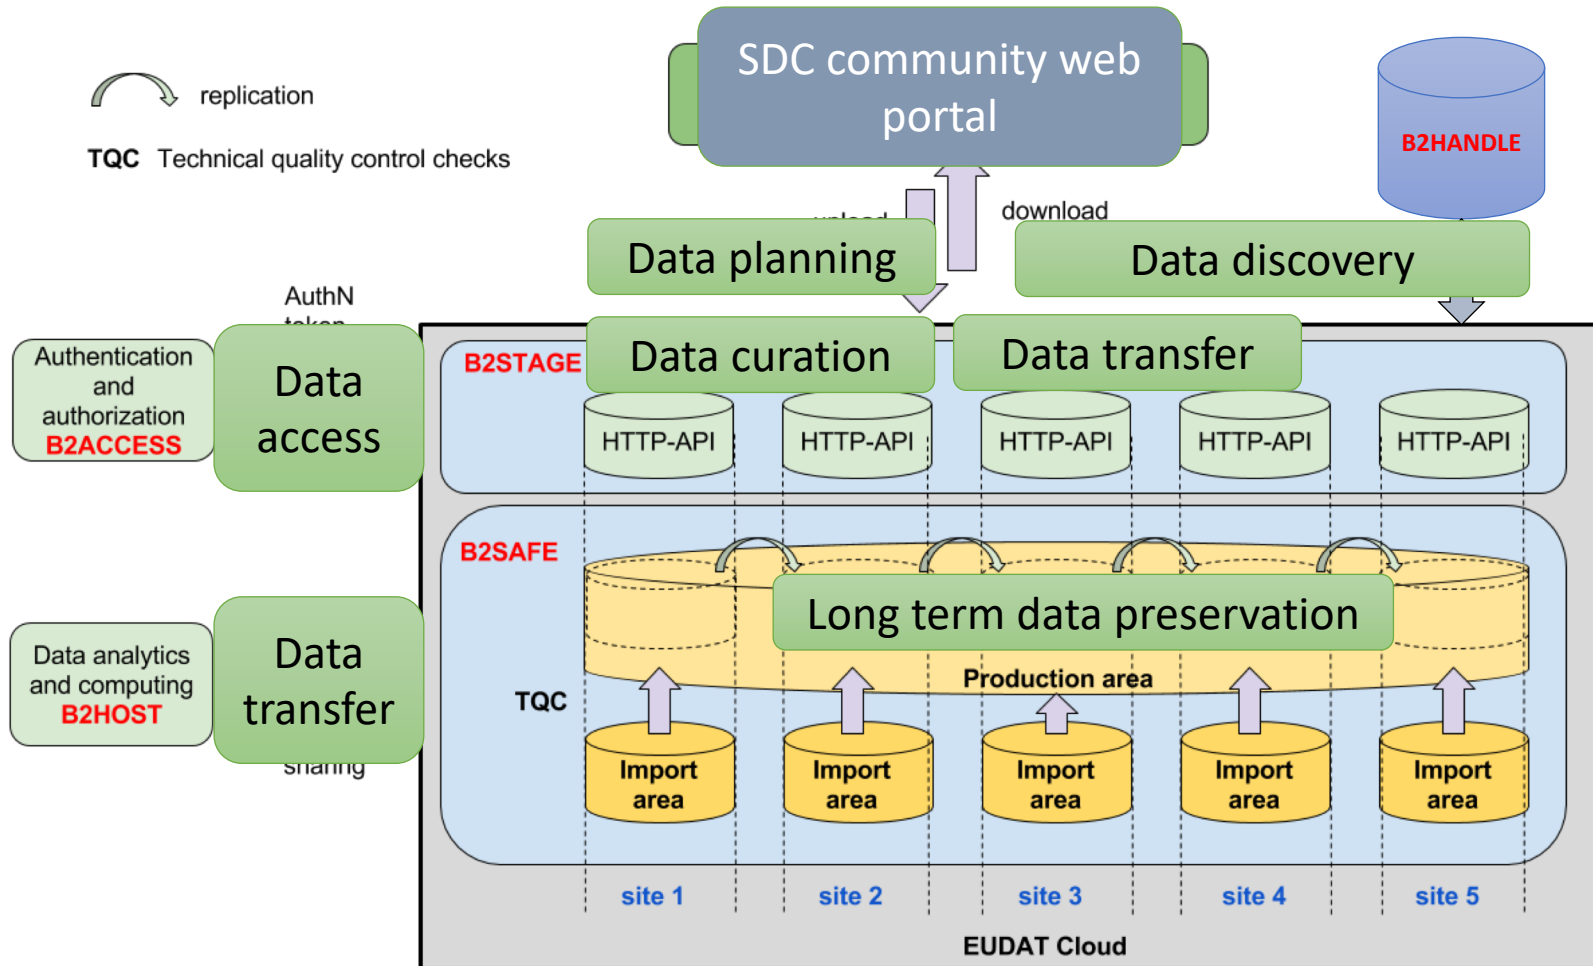 SDC community web
portal
replication
TQC Technical quality control checks
B2HANDLE
download
Data planning
Data discovery
AuthN
Authentication
and
authorization
B2ACCESS
Data
access
B2STAGE
Data curation
Data transfer
HTTP-API
HTTP-API
HTTP-API
HTTP-API
HTTP-API
B2SAFE
Long term data preservation
Data analytics
and computing
B2HOST
Data
transfer
sharing
TQC
Production area
Import
area
Import
area
Import
area
Import
area
Import
area
site 1
site 2
site 3
site 4
site 5
EUDAT Cloud